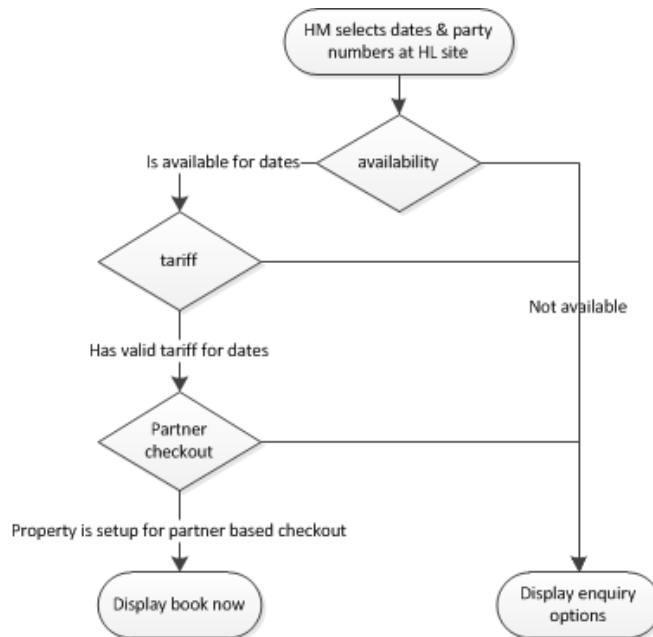 HM selects dates & party
numbers at HL site
availability
Is available for dates
tariff
Not available
Has valid tariff for dates
Partner
checkout
Property is setup for partner based checkout
Display book now
Display enquiry
options